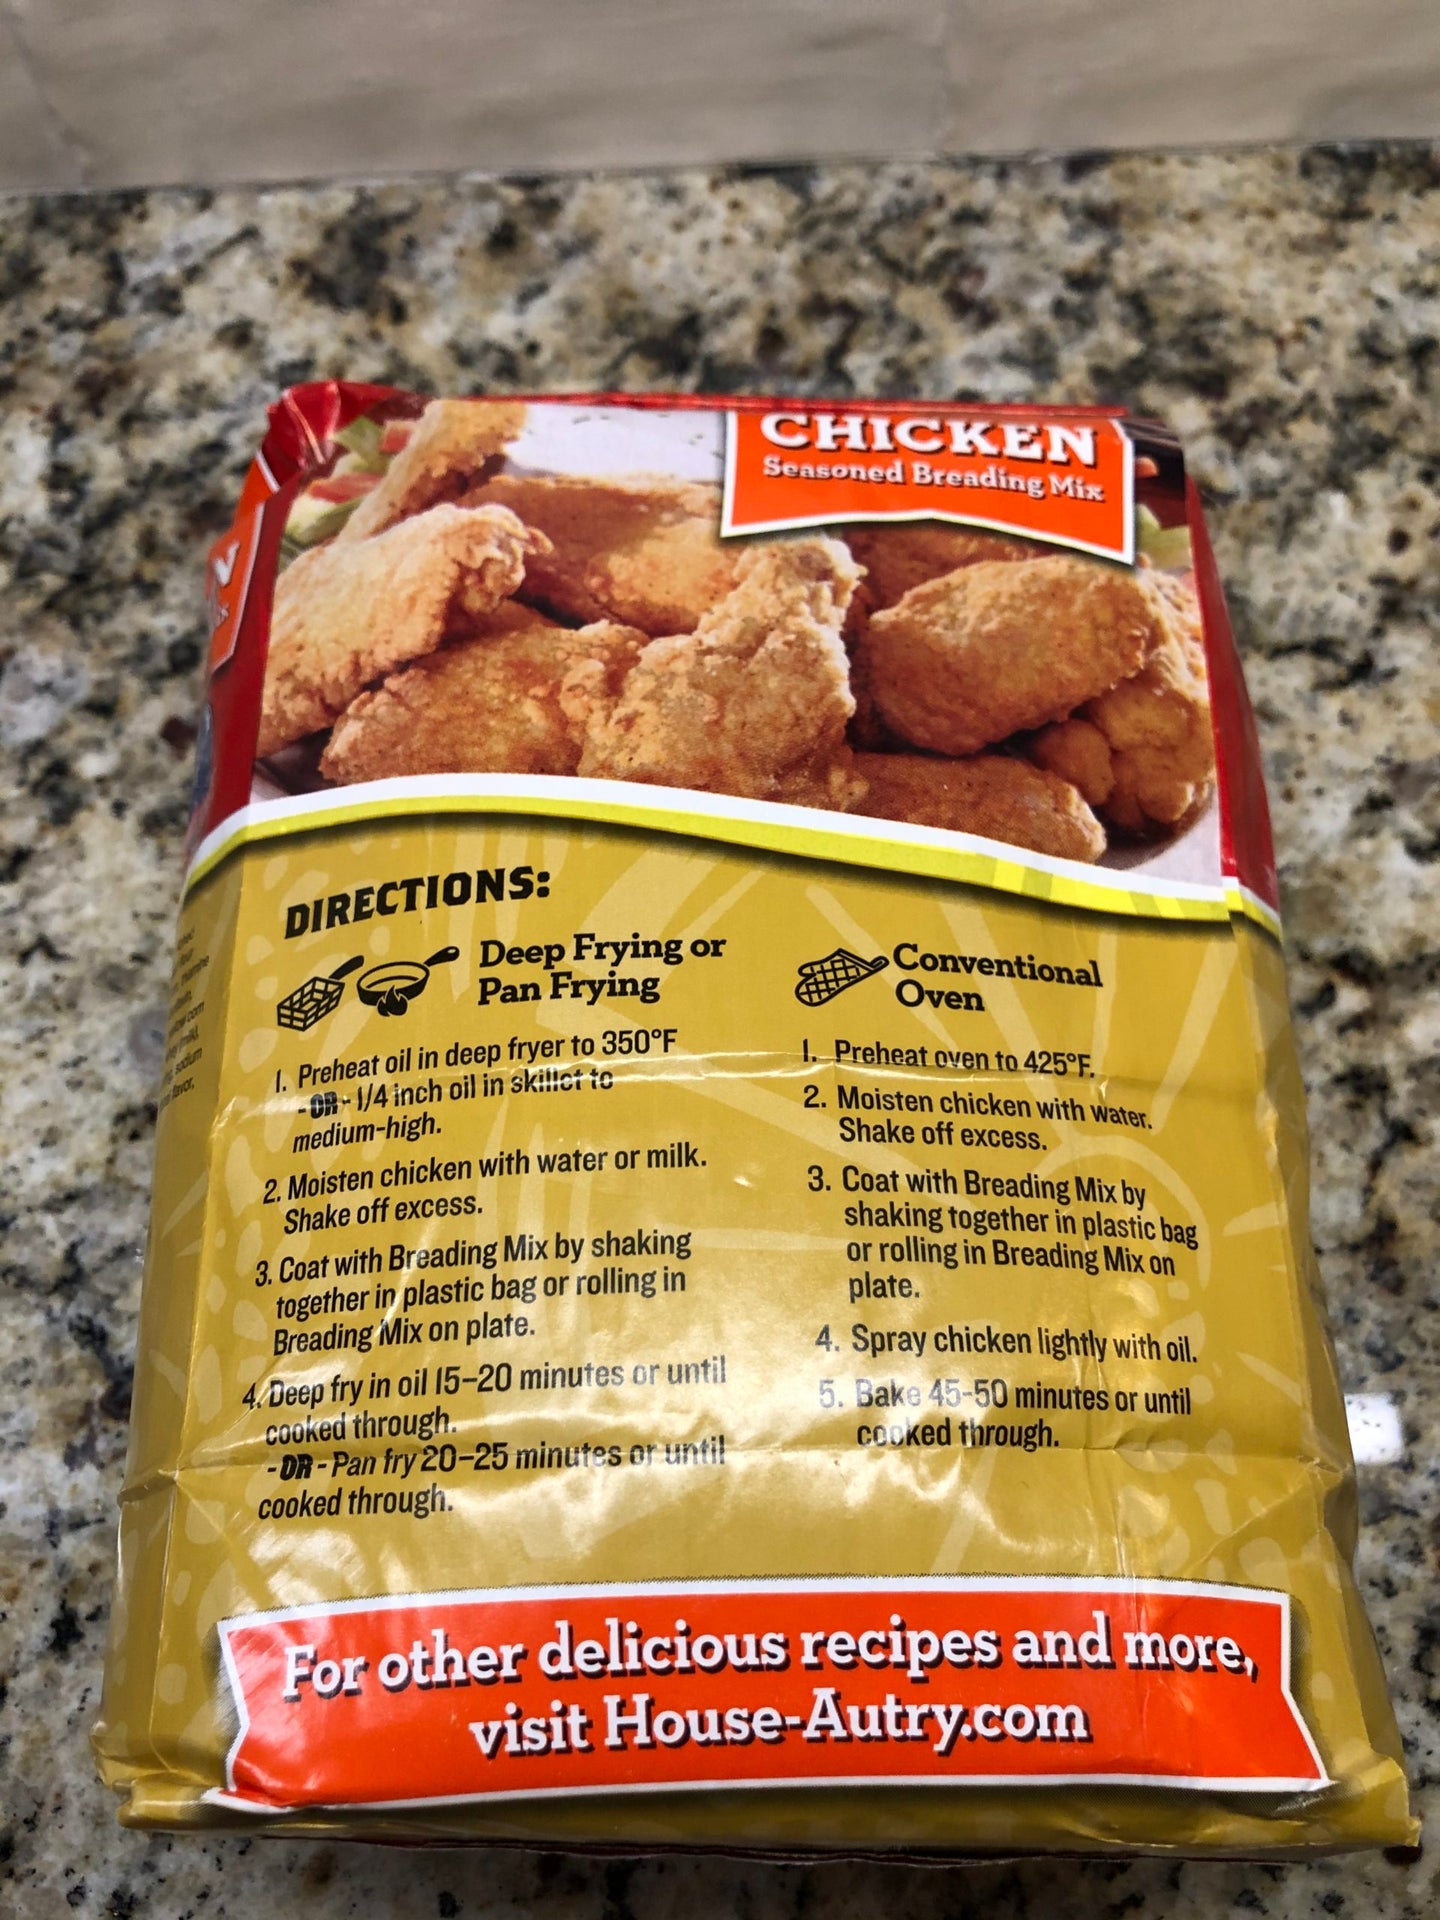 CHICKEN
Seasoned Breading Mix
DIRECTIONS:
Deep Frying or
Pan Frying
1. Preheat oil in deep fryer to 350°F
- OR - 1/4 inch oil in skillet to
medium-high.
2. Moisten chicken with water or milk.
Shake off excess.
3. Coat with Breading Mix by shaking
together in plastic bag or rolling in
Breading Mix on plate.
4. Deep fry in oil 15–20 minutes or until
cooked through.
- OR - Pan fry 20–25 minutes or until
cooked through.
Conventional
Oven
1. Preheat oven to 425°F.
2. Moisten chicken with water.
Shake off excess.
3. Coat with Breading Mix by
shaking together in plastic bag
or rolling in Breading Mix on
plate.
4. Spray chicken lightly with oil.
5. Bake 45-50 minutes or until
cooked through.
For other delicious recipes and more,
visit House-Autry.com